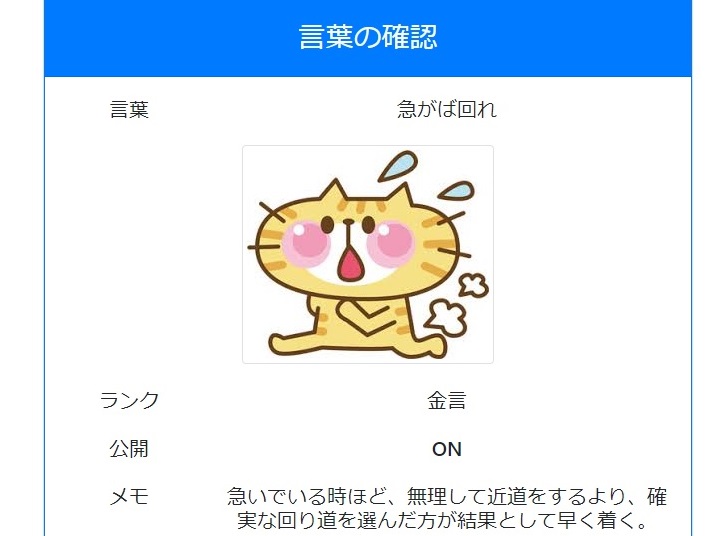 言葉の確認
言葉 急がば回れ
ランク 金言
公開 ON
メモ 急いでいる時ほど、無理して近道をするより、確
実な回り道を選んだ方が結果として早く着く。